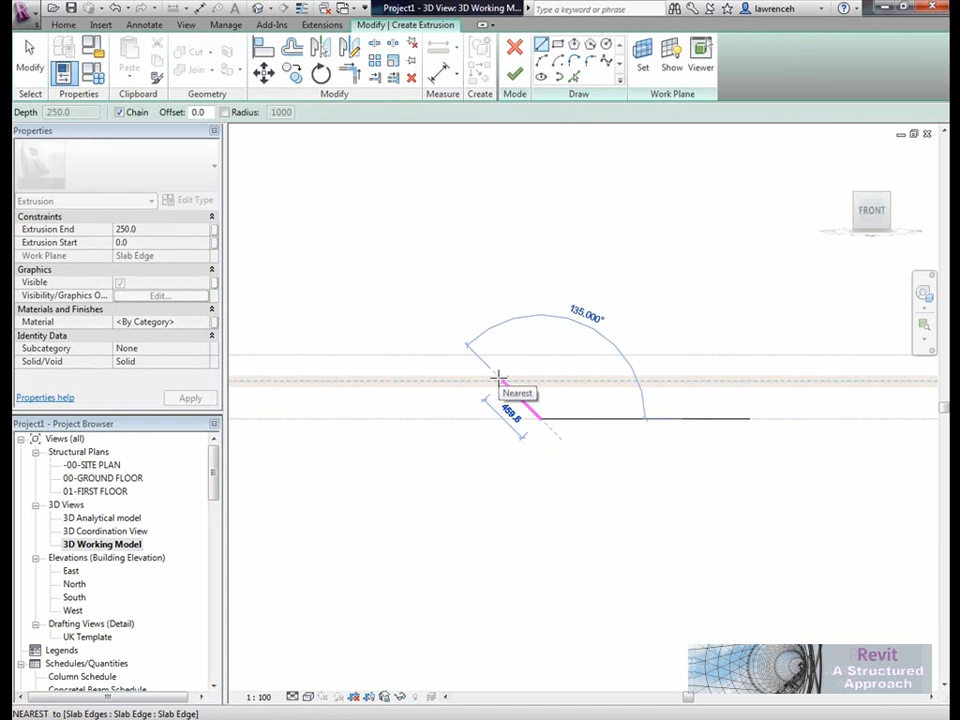 Project1 - 3D View: 3D Working M...
Type a keyword or phrase
lawrenceh
Home Insert Annotate View Manage Add-Ins Extensions Modify | Create Extrusion
Modify
Paste
Cut
Join
Set Show Viewer
Select Properties Clipboard Geometry Modify Measure Create Mode Draw Work Plane
Depth 250.0 Chain Offset: 0.0 Radius: 1000
Properties
Extrusion Edit Type
Constraints
Extrusion End 250.0
Extrusion Start 0.0
Work Plane Slab Edge
Graphics
Visible
Visibility/Graphics O... Edit...
Materials and Finishes
Material <By Category>
Identity Data
Subcategory None
Solid/Void Solid
Properties help Apply
Project1 - Project Browser
Views (all)
Structural Plans
-00-SITE PLAN
00-GROUND FLOOR
01-FIRST FLOOR
3D Views
3D Analytical model
3D Coordination View
3D Working Model
Elevations (Building Elevation)
East
North
South
West
Drafting Views (Detail)
UK Template
Legends
Schedules/Quantities
Column Schedule
Concrete Beam Schedule
FRONT
135.000°
Nearest
459.6
1 : 100
Revit
A Structured
Approach
NEAREST to [Slab Edges : Slab Edge : Slab Edge]